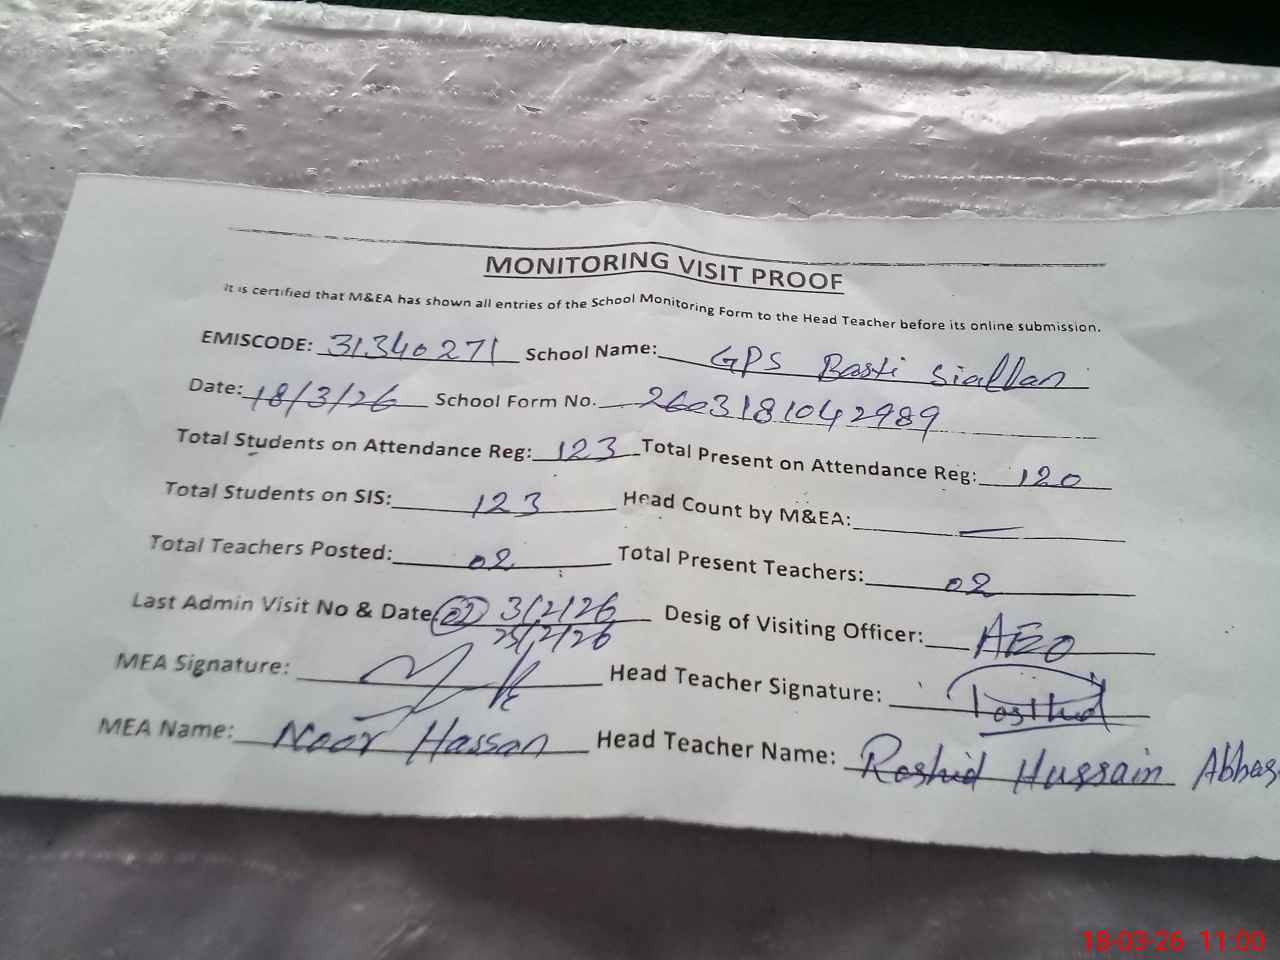 MONITORING VISIT PROOF
It is certified that M&EA has shown all entries of the School Monitoring Form to the Head Teacher before its online submission.
EMISCODE: 31340271 School Name: GPS Basti Siallan
Date: 18/3/26 School Form No. 2603181042989
Total Students on Attendance Reg: 123 Total Present on Attendance Reg: 120
Total Students on SIS: 123 Head Count by M&EA: —
Total Teachers Posted: 02 Total Present Teachers: 02
Last Admin Visit No & Date 02 3/2/26 Desig of Visiting Officer: AEO
25/2/26
MEA Signature: Head Teacher Signature:
MEA Name: Noor Hassan Head Teacher Name: Rashid Hussain Abbas
18-03-26 11:00